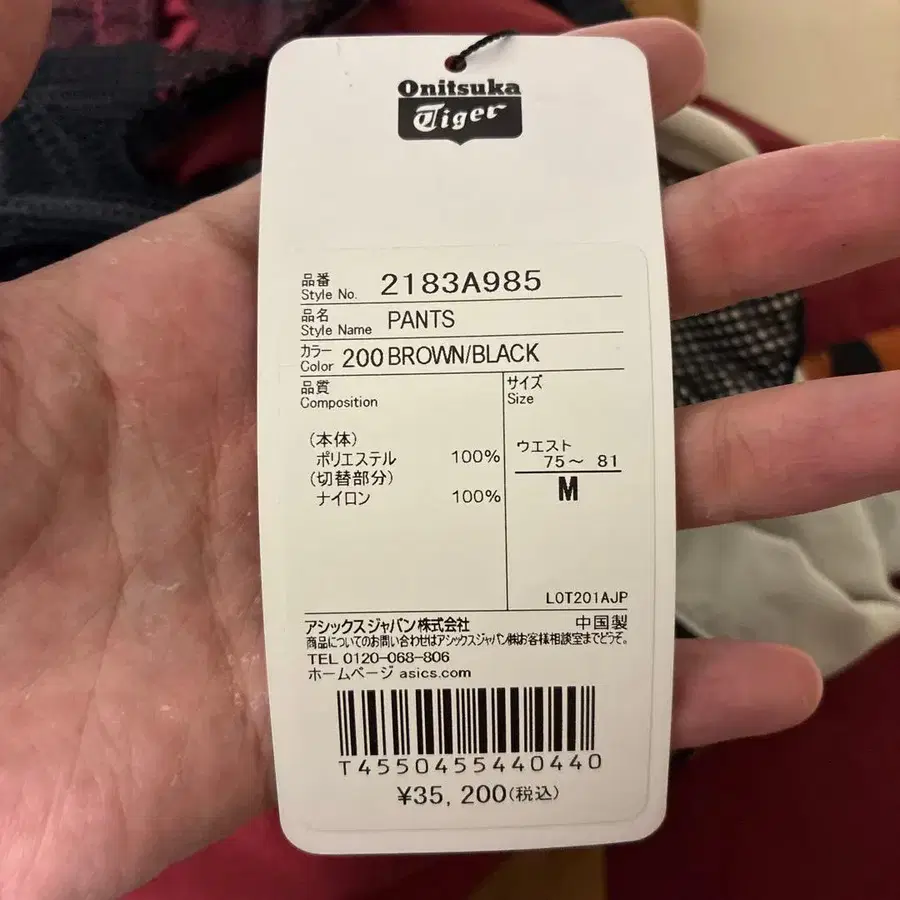 Onitsuka
Tiger
品番
Style No. 2183A985
品名
Style Name PANTS
カラー
Color 200 BROWN/BLACK
品質
Composition
(本体)
ポリエステル 100%
(切替部分)
ナイロン 100%
サイズ
Size
ウエスト
75～ 81
M
LOT201AJP
アシックスジャパン株式会社 中国製
商品についてのお問い合わせはアシックスジャパン㈱お客様相談室までどうぞ。
TEL 0120-068-806
ホームページ asics.com
T4550455440440
¥35,200(税込)